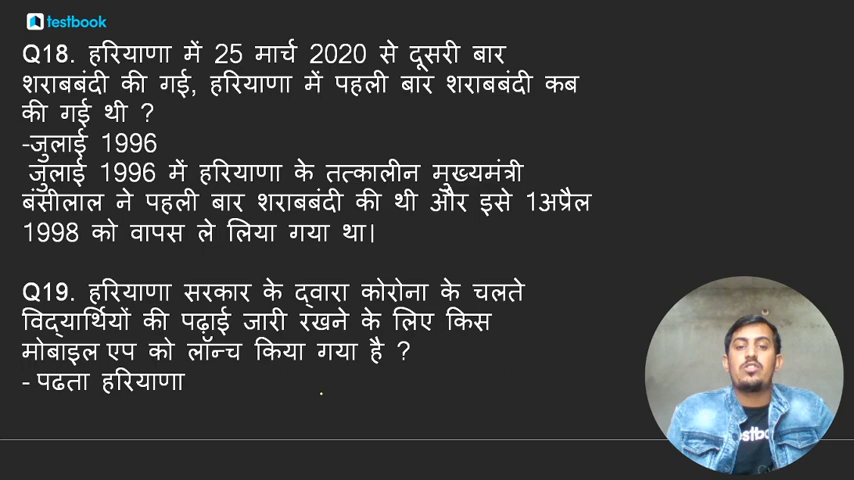 testbook
Q18. हरियाणा में 25 मार्च 2020 से दूसरी बार
शराबबंदी की गई, हरियाणा में पहली बार शराबबंदी कब
की गई थी ?
-जुलाई 1996
जुलाई 1996 में हरियाणा के तत्कालीन मुख्यमंत्री
बंसीलाल ने पहली बार शराबबंदी की थी और इसे 1अप्रैल
1998 को वापस ले लिया गया था।
Q19. हरियाणा सरकार के द्वारा कोरोना के चलते
विद्यार्थियों की पढ़ाई जारी रखने के लिए किस
मोबाइल एप को लॉन्च किया गया है ?
- पढता हरियाणा